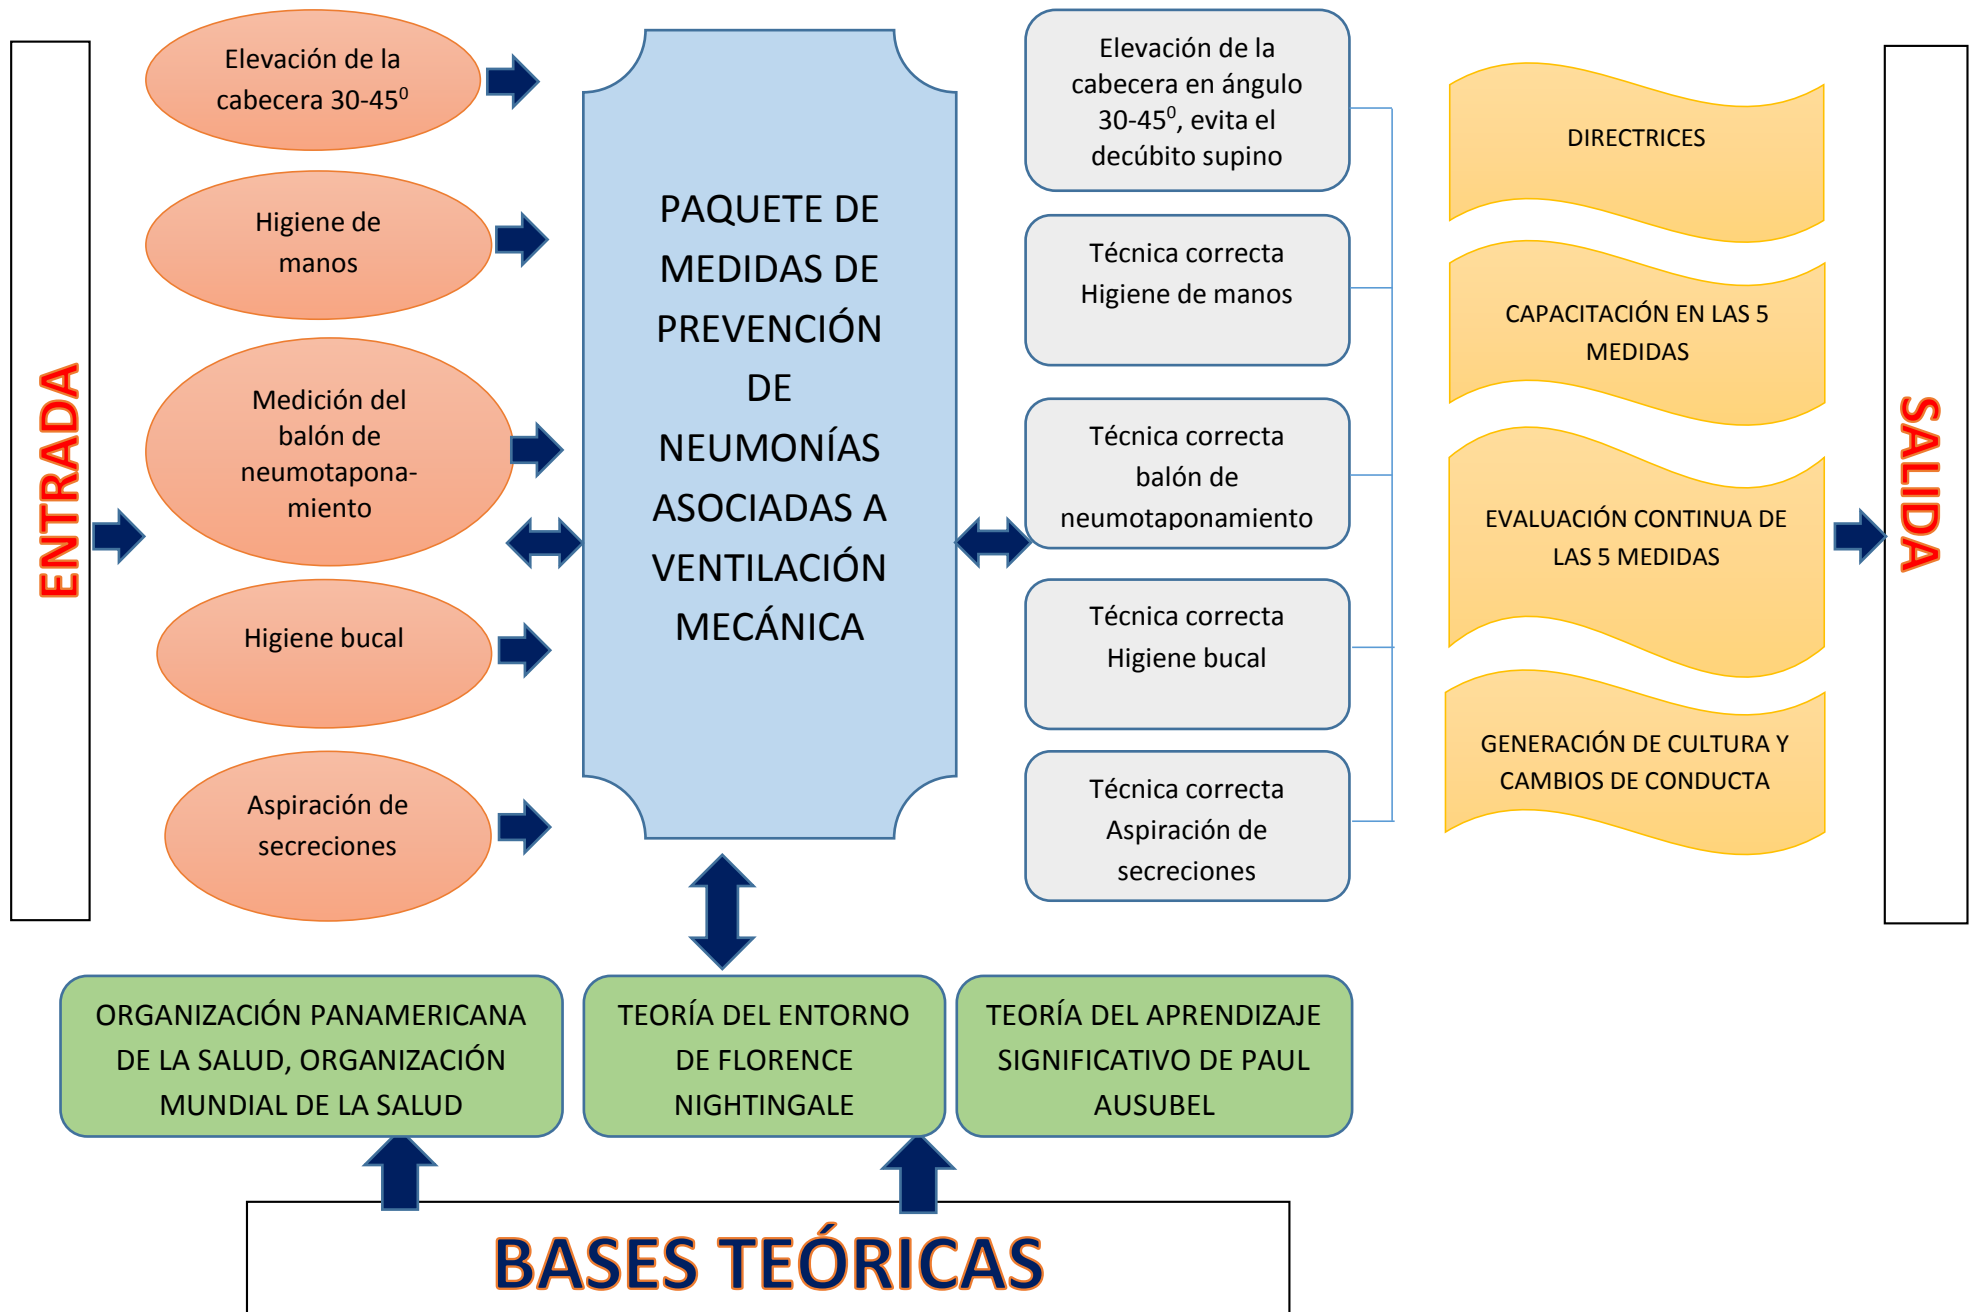 ENTRADA
Elevación de la
cabecera 30-45⁰
Higiene de
manos
Medición del
balón de
neumotapona-
miento
Higiene bucal
Aspiración de
secreciones
PAQUETE DE
MEDIDAS DE
PREVENCIÓN
DE
NEUMONÍAS
ASOCIADAS A
VENTILACIÓN
MECÁNICA
Elevación de la
cabecera en ángulo
30-45⁰, evita el
decúbito supino
Técnica correcta
Higiene de manos
Técnica correcta
balón de
neumotaponamiento
Técnica correcta
Higiene bucal
Técnica correcta
Aspiración de
secreciones
DIRECTRICES
CAPACITACIÓN EN LAS 5
MEDIDAS
EVALUACIÓN CONTINUA DE
LAS 5 MEDIDAS
GENERACIÓN DE CULTURA Y
CAMBIOS DE CONDUCTA
SALIDA
ORGANIZACIÓN PANAMERICANA
DE LA SALUD, ORGANIZACIÓN
MUNDIAL DE LA SALUD
TEORÍA DEL ENTORNO
DE FLORENCE
NIGHTINGALE
TEORÍA DEL APRENDIZAJE
SIGNIFICATIVO DE PAUL
AUSUBEL
BASES TEÓRICAS